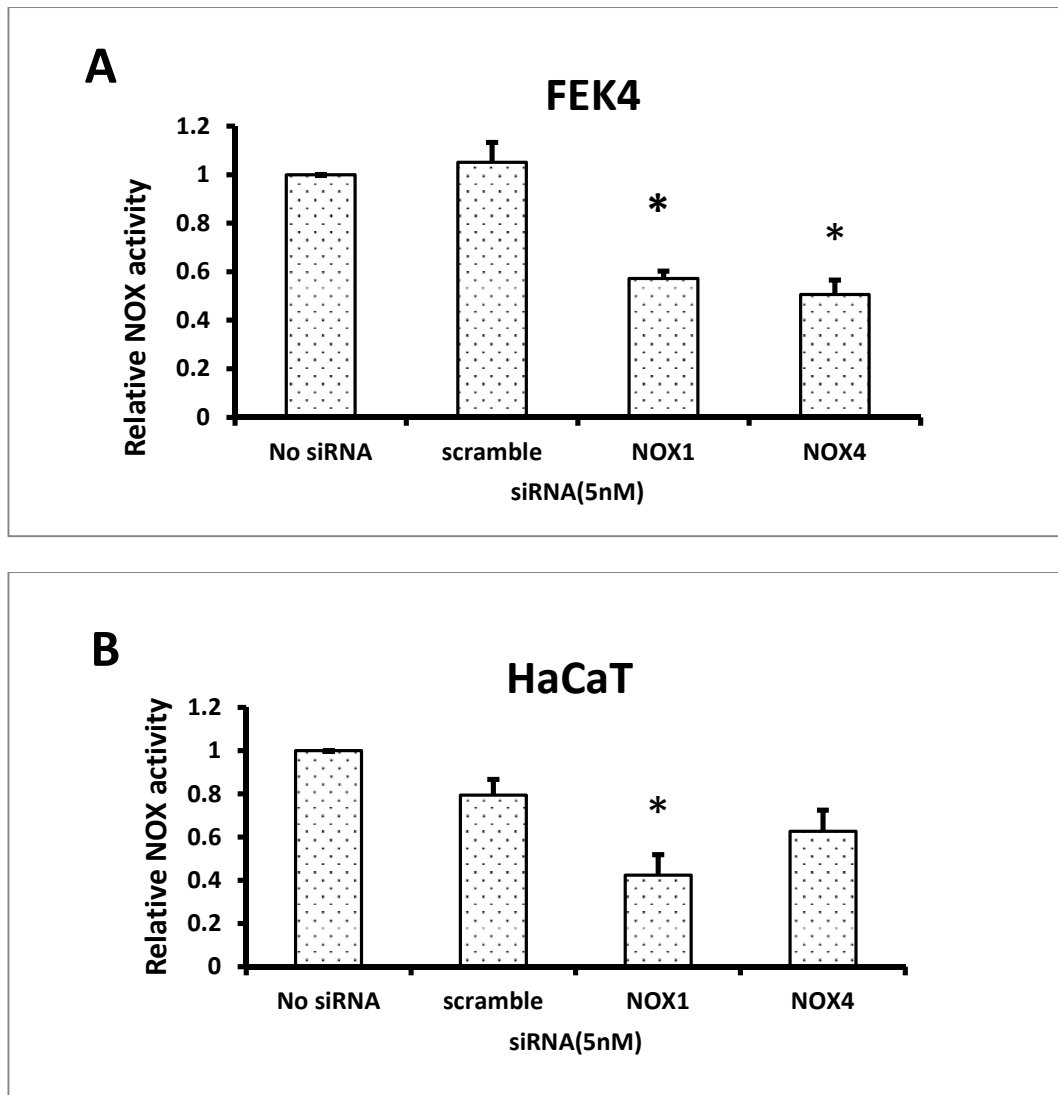 A
FEK4
Relative NOX activity
1.2
1
0.8
0.6
0.4
0.2
0
*
*
No siRNA scramble NOX1 NOX4
siRNA(5nM)
B
HaCaT
Relative NOX activity
1.2
1
0.8
0.6
0.4
0.2
0
*
No siRNA scramble NOX1 NOX4
siRNA(5nM)